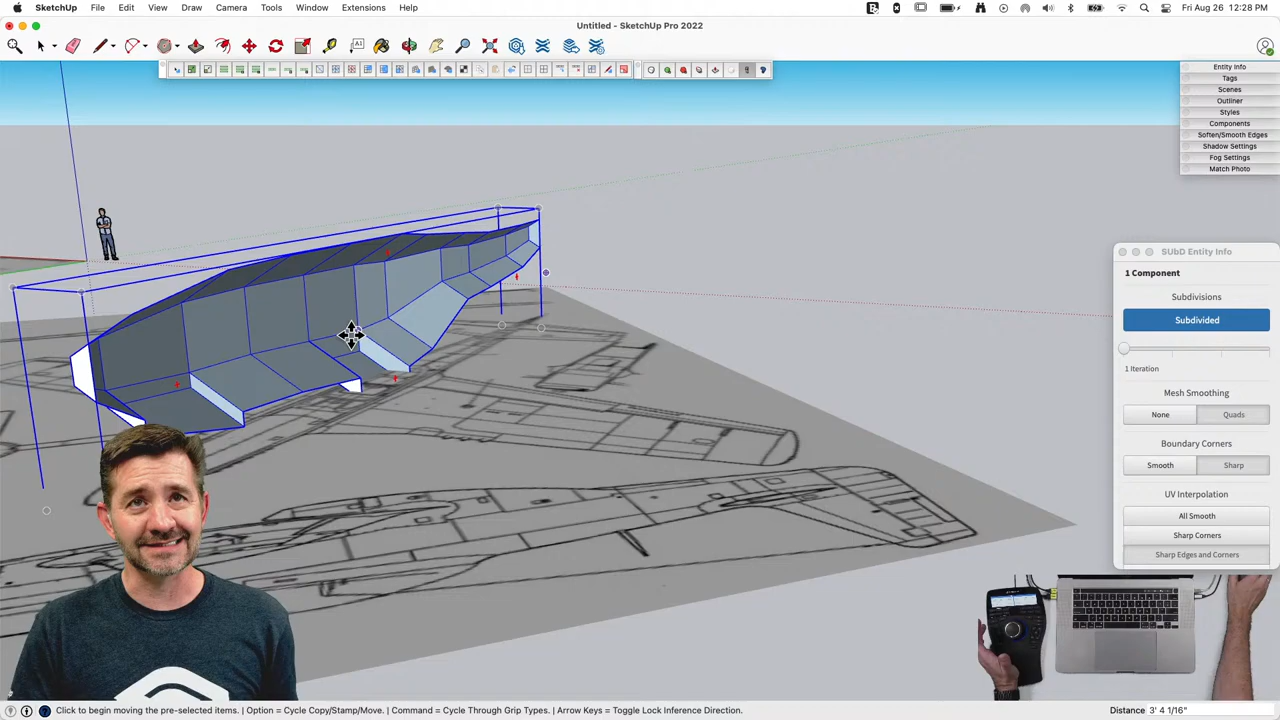 SketchUp File Edit View Draw Camera Tools Window Extensions Help
Fri Aug 26 12:28 PM
Untitled - SketchUp Pro 2022
Entity Info
Tags
Scenes
Outliner
Styles
Components
Soften/Smooth Edges
Shadow Settings
Fog Settings
Match Photo
SUbD Entity Info
1 Component
Subdivisions
Subdivided
1 Iteration
Mesh Smoothing
None Quads
Boundary Corners
Smooth Sharp
UV Interpolation
All Smooth
Sharp Corners
Sharp Edges and Corners
Click to begin moving the pre-selected items. | Option = Cycle Copy/Stamp/Move. | Command = Cycle Through Grip Types. | Arrow Keys = Toggle Lock Inference Direction.
Distance 3' 4 1/16"